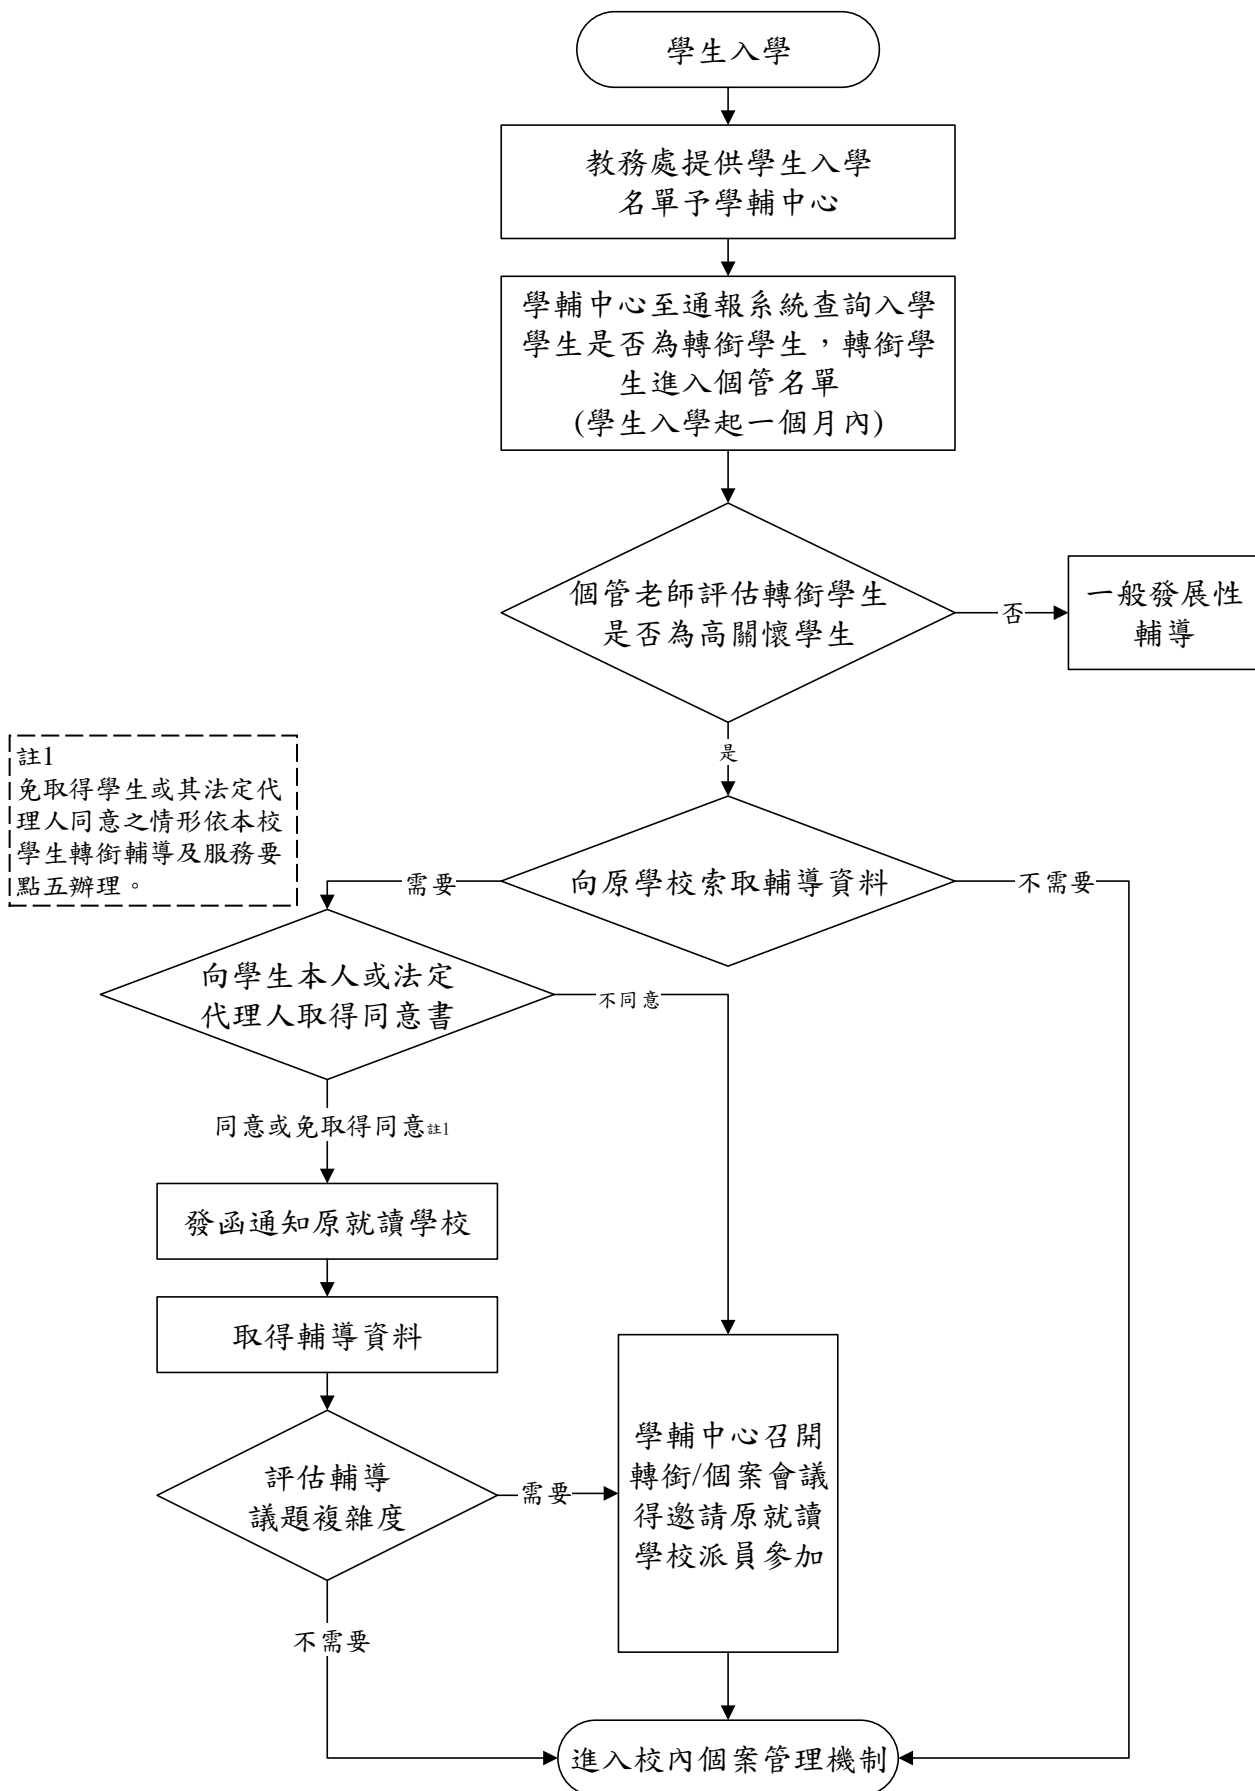 學生入學
教務處提供學生入學
名單予學輔中心
學輔中心至通報系統查詢入學
學生是否為轉銜學生，轉銜學
生進入個管名單
(學生入學起一個月內)
個管老師評估轉銜學生
是否為高關懷學生
否
一般發展性
輔導
是
註1
免取得學生或其法定代
理人同意之情形依本校
學生轉銜輔導及服務要
點五辦理。
需要
向原學校索取輔導資料
不需要
向學生本人或法定
代理人取得同意書
不同意
同意或免取得同意註1
發函通知原就讀學校
取得輔導資料
評估輔導
議題複雜度
需要
學輔中心召開
轉銜/個案會議
得邀請原就讀
學校派員參加
不需要
進入校內個案管理機制